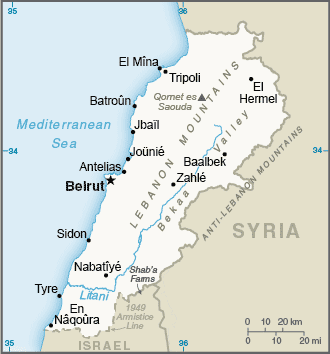 35
36
El Mîna
Tripoli
Qornet es
Saouda
El
Hermel
Batroûn
Mediterranean
Sea
Jbaïl
LEBANON MOUNTAINS
Bekaa Valley
34
Joünié
34
Antelias
Baalbek
Beirut
Zahlé
ANTI-LEBANON MOUNTAINS
SYRIA
Sidon
Nabatîyé
Shab'a
Farms
Tyre
Litani
1949
Armistice
Line
En
Nâqoûra
0 10 20 km
0 10 20 mi
ISRAEL
35
36